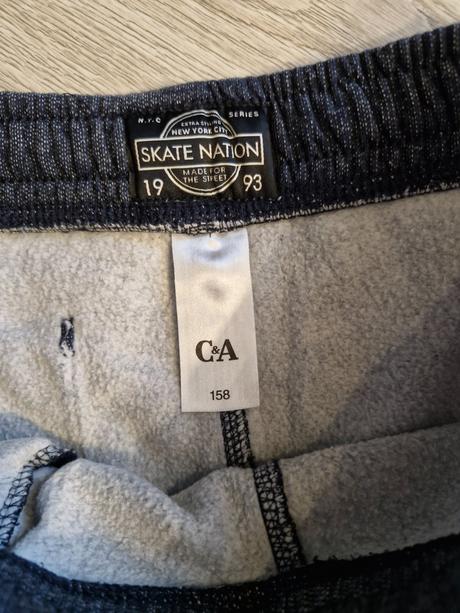 N.Y.C SERIES
EXTRA STYLING
NEW YORK CITY
SKATE NATION
MADE FOR
THE STREET
19 93
C&A
158